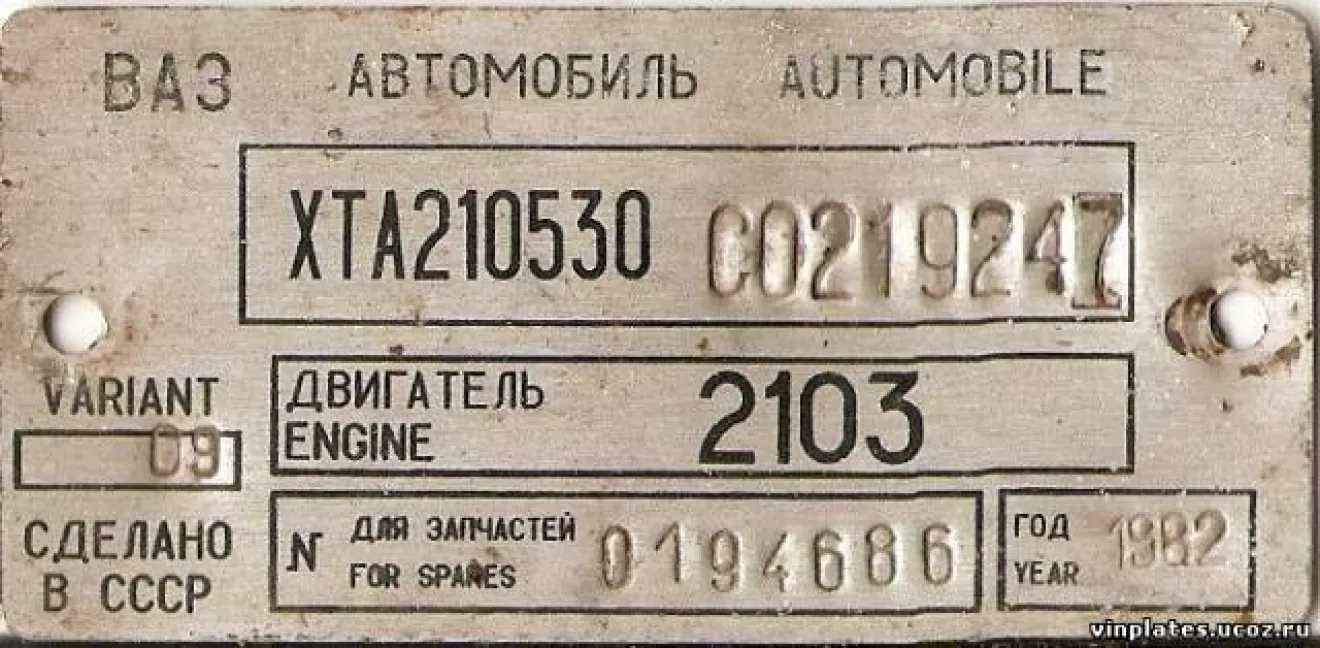 ВАЗ АВТОМОБИЛЬ AUTOMOBILE
XTA210530 C0219247
VARIANT
09
ДВИГАТЕЛЬ
ENGINE
2103
СДЕЛАНО
В СССР
N
ДЛЯ ЗАПЧАСТЕЙ
FOR SPARES
0194686
ГОД
YEAR
1982
vinplates.ucoz.ru